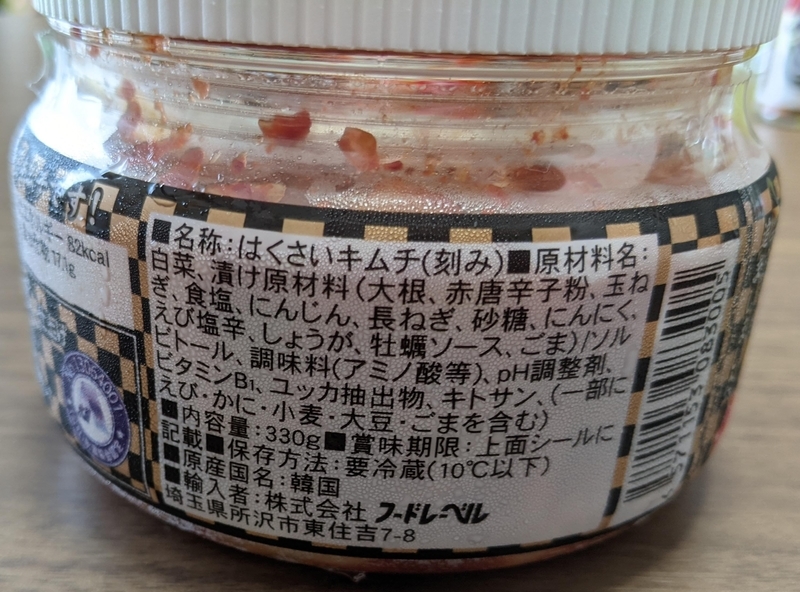 です!
ギー 82kcal
17.1g
■名称:はくさいキムチ(刻み)■原材料名:
白菜、漬け原材料(大根、赤唐辛子粉、玉ね
ぎ、食塩、にんじん、長ねぎ、砂糖、にんにく、
えび塩辛、しょうが、牡蠣ソース、ごま)/ソル
ビトール、調味料(アミノ酸等)、pH調整剤、
ビタミンB₁、ユッカ抽出物、キトサン、(一部に
えび・かに・小麦・大豆・ごまを含む)
■内容量:330g■賞味期限:上面シールに
記載■保存方法:要冷蔵(10℃以下)
■原産国名:韓国
■輸入者:株式会社 フードレーベル
埼玉県所沢市東住吉7-8
571153 083005